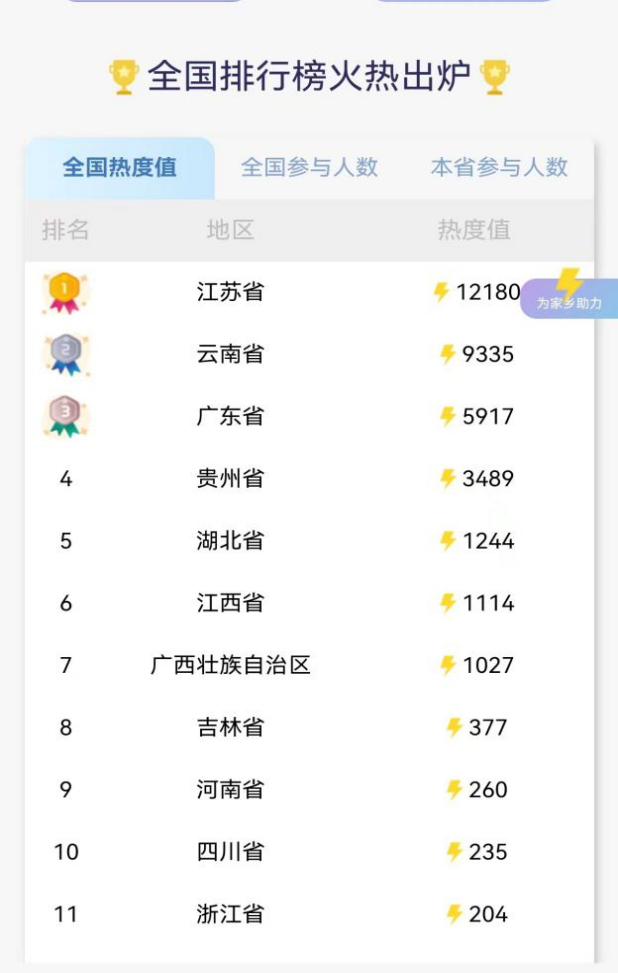 全国排行榜火热出炉
全国热度值 全国参与人数 本省参与人数
排名 地区 热度值
1 江苏省 12180
为家乡助力
2 云南省 9335
3 广东省 5917
4 贵州省 3489
5 湖北省 1244
6 江西省 1114
7 广西壮族自治区 1027
8 吉林省 377
9 河南省 260
10 四川省 235
11 浙江省 204